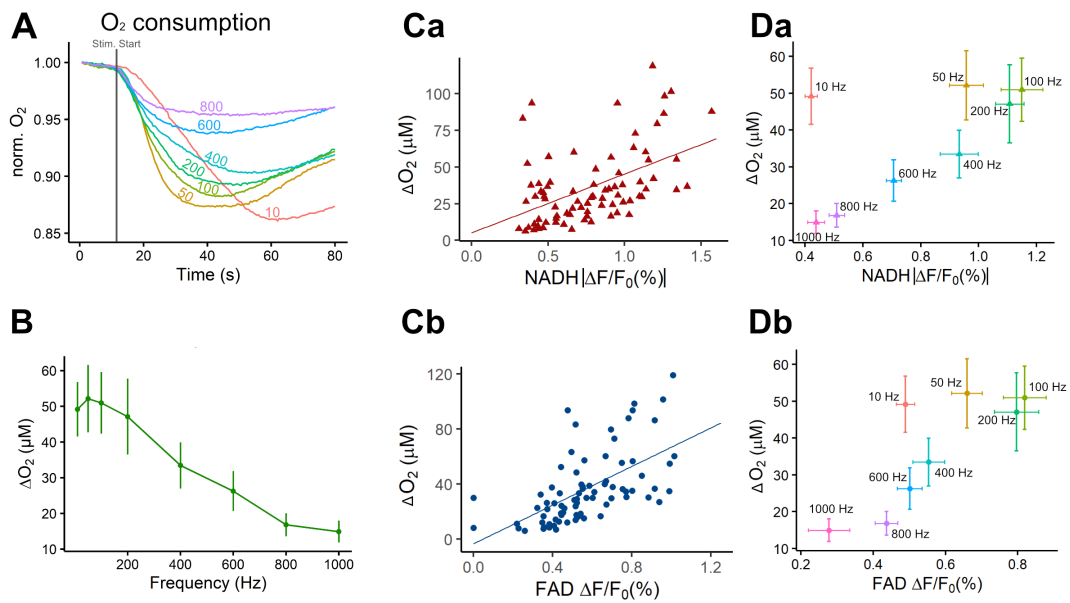 A
O₂ consumption
Stim. Start
norm. O₂
1.00
0.95
0.90
0.85
800
600
400
200
100
50
10
0
20
40
60
80
Time (s)
B
ΔO₂ (μM)
60
50
40
30
20
10
200
400
600
800
1000
Frequency (Hz)
Ca
ΔO₂ (μM)
100
75
50
25
0
0.0
0.5
1.0
1.5
NADH|ΔF/F₀(%)|
Cb
ΔO₂ (μM)
120
80
40
0
0.0
0.4
0.8
1.2
FAD ΔF/F₀(%)
Da
ΔO₂ (μM)
60
50
40
30
20
10
10 Hz
50 Hz
100 Hz
200 Hz
400 Hz
600 Hz
800 Hz
1000 Hz
0.4
0.6
0.8
1.0
1.2
NADH|ΔF/F₀(%)|
Db
ΔO₂ (μM)
60
50
40
30
20
10
10 Hz
50 Hz
100 Hz
200 Hz
400 Hz
600 Hz
800 Hz
1000 Hz
0.2
0.4
0.6
0.8
FAD ΔF/F₀(%)